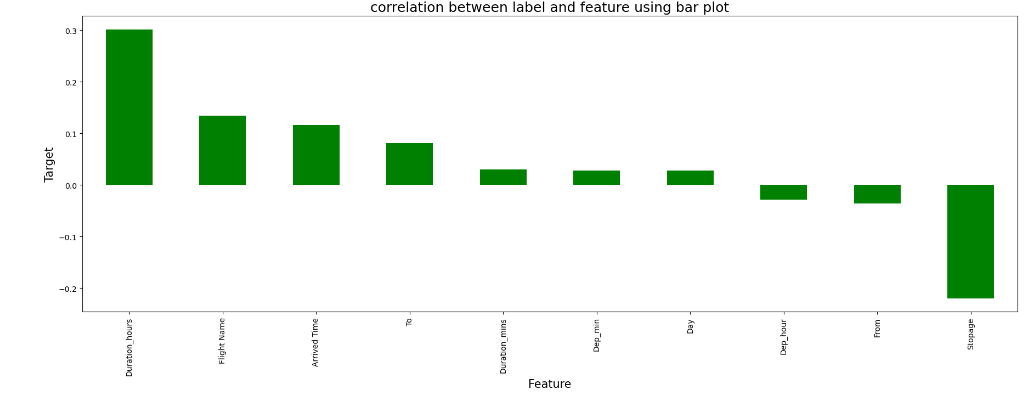 correlation between label and feature using bar plot
0.3
0.2
0.1
0.0
−0.1
−0.2
Target
Duration_hours
Flight Name
Arrived Time
To
Duration_mins
Dep_min
Day
Dep_hour
From
Stopage
Feature